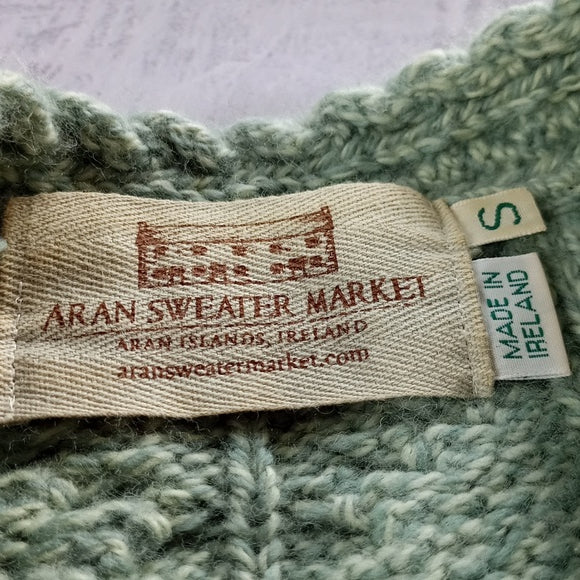 ARAN SWEATER MARKET
ARAN ISLANDS, IRELAND
aransweatermarket.com
S
MADE IN
IRELAND